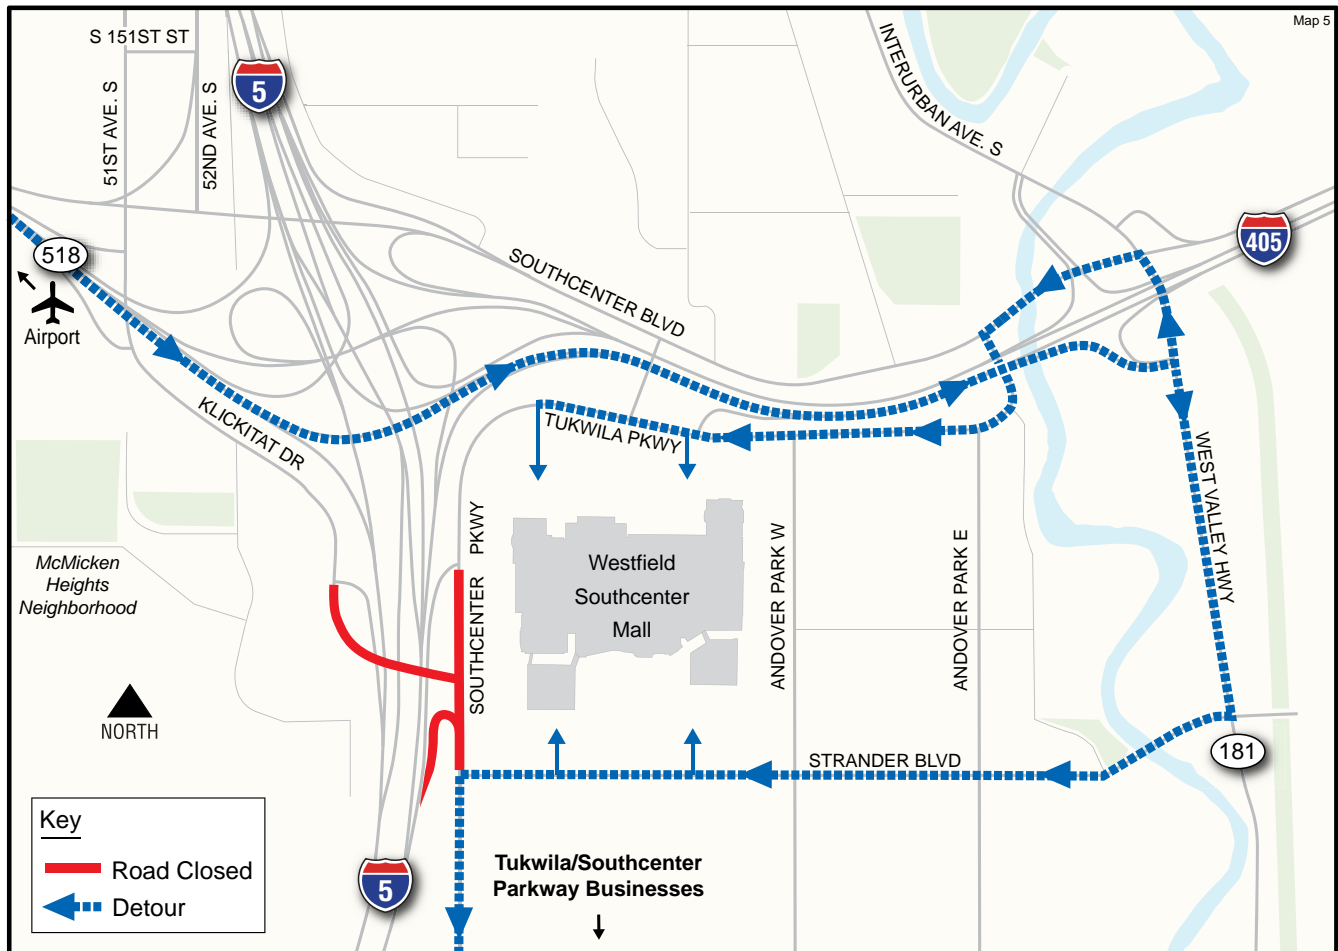 Map 5
S 151ST ST
5
51ST AVE. S
52ND AVE. S
INTERURBAN AVE. S
518
Airport
SOUTHCENTER BLVD
405
KLICKITAT DR
TUKWILA PKWY
WEST VALLEY HWY
SOUTHCENTER PKWY
McMicken
Heights
Neighborhood
Westfield
Southcenter
Mall
ANDOVER PARK W
ANDOVER PARK E
NORTH
STRANDER BLVD
181
Key
Road Closed
Detour
5
Tukwila/Southcenter
Parkway Businesses